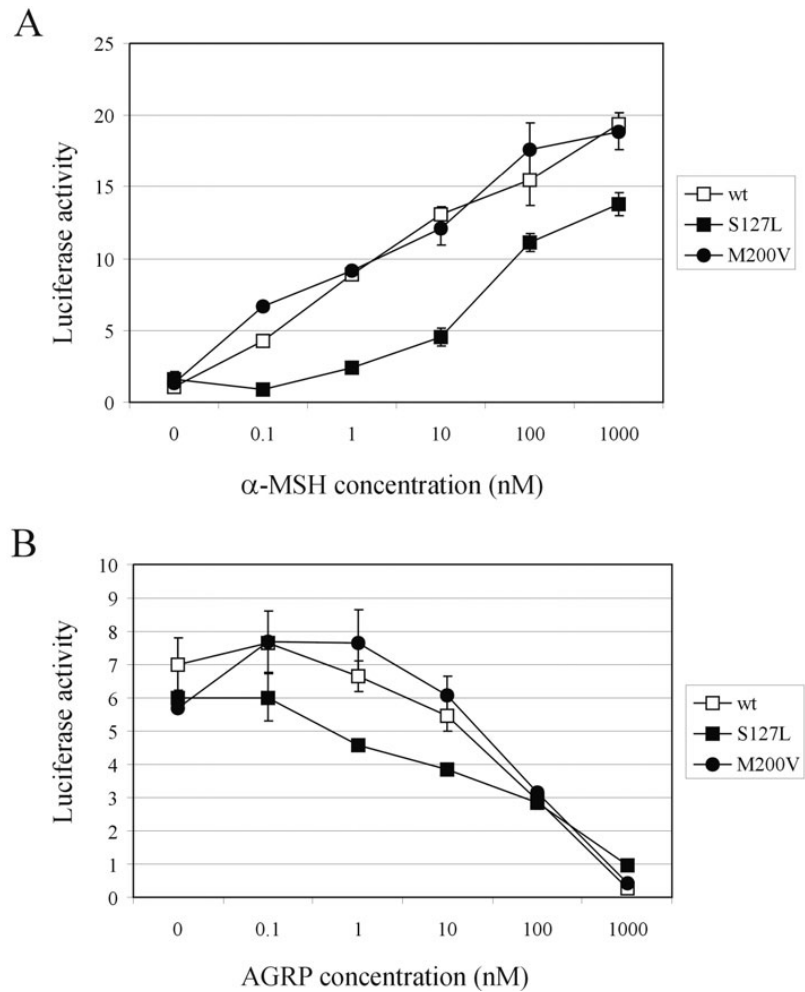 A
25
20
15
10
5
0
Luciferase activity
0 0.1 1 10 100 1000
α-MSH concentration (nM)
wt
S127L
M200V
B
10
9
8
7
6
5
4
3
2
1
0
Luciferase activity
0 0.1 1 10 100 1000
AGRP concentration (nM)
wt
S127L
M200V